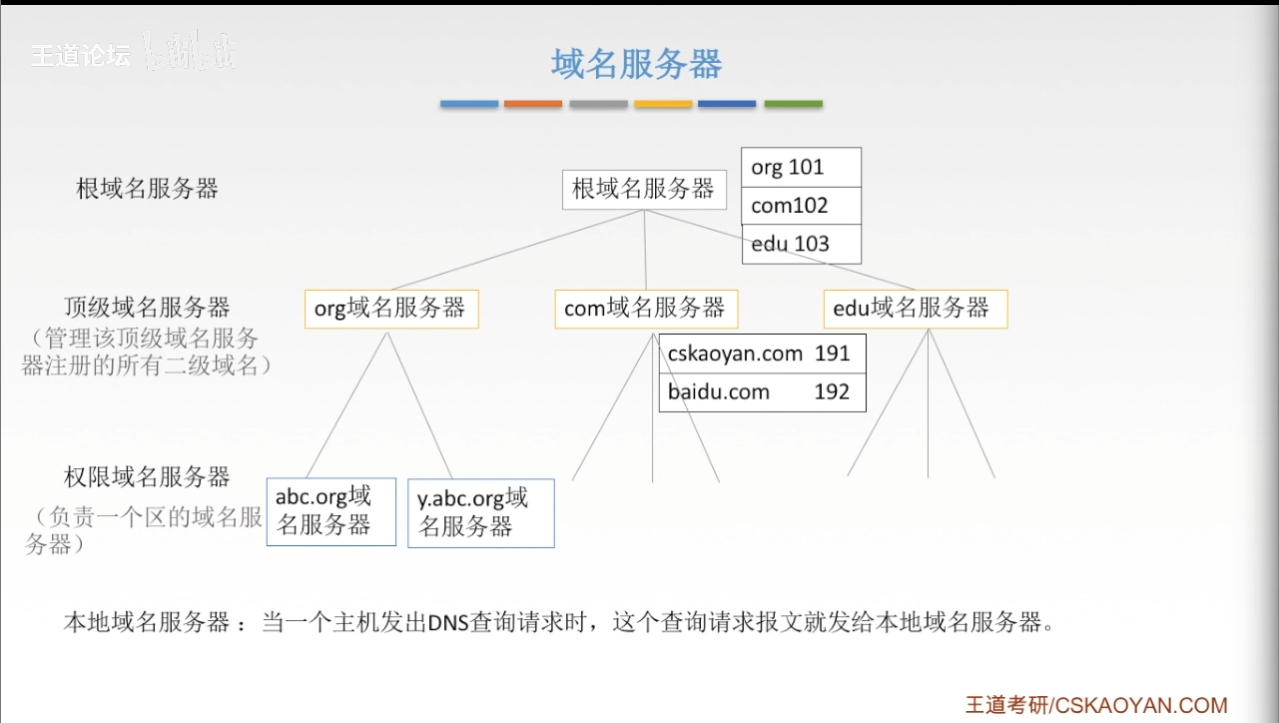 王道论坛 bilibili
域名服务器
根域名服务器
根域名服务器
org 101
com102
edu 103
顶级域名服务器
（管理该顶级域名服务
器注册的所有二级域名）
org域名服务器
com域名服务器
edu域名服务器
cskaoyan.com 191
baidu.com 192
权限域名服务器
（负责一个区的域名服
务器）
abc.org域
名服务器
y.abc.org域
名服务器
本地域名服务器： 当一个主机发出DNS查询请求时，这个查询请求报文就发给本地域名服务器。
王道考研/CSKAOYAN.COM